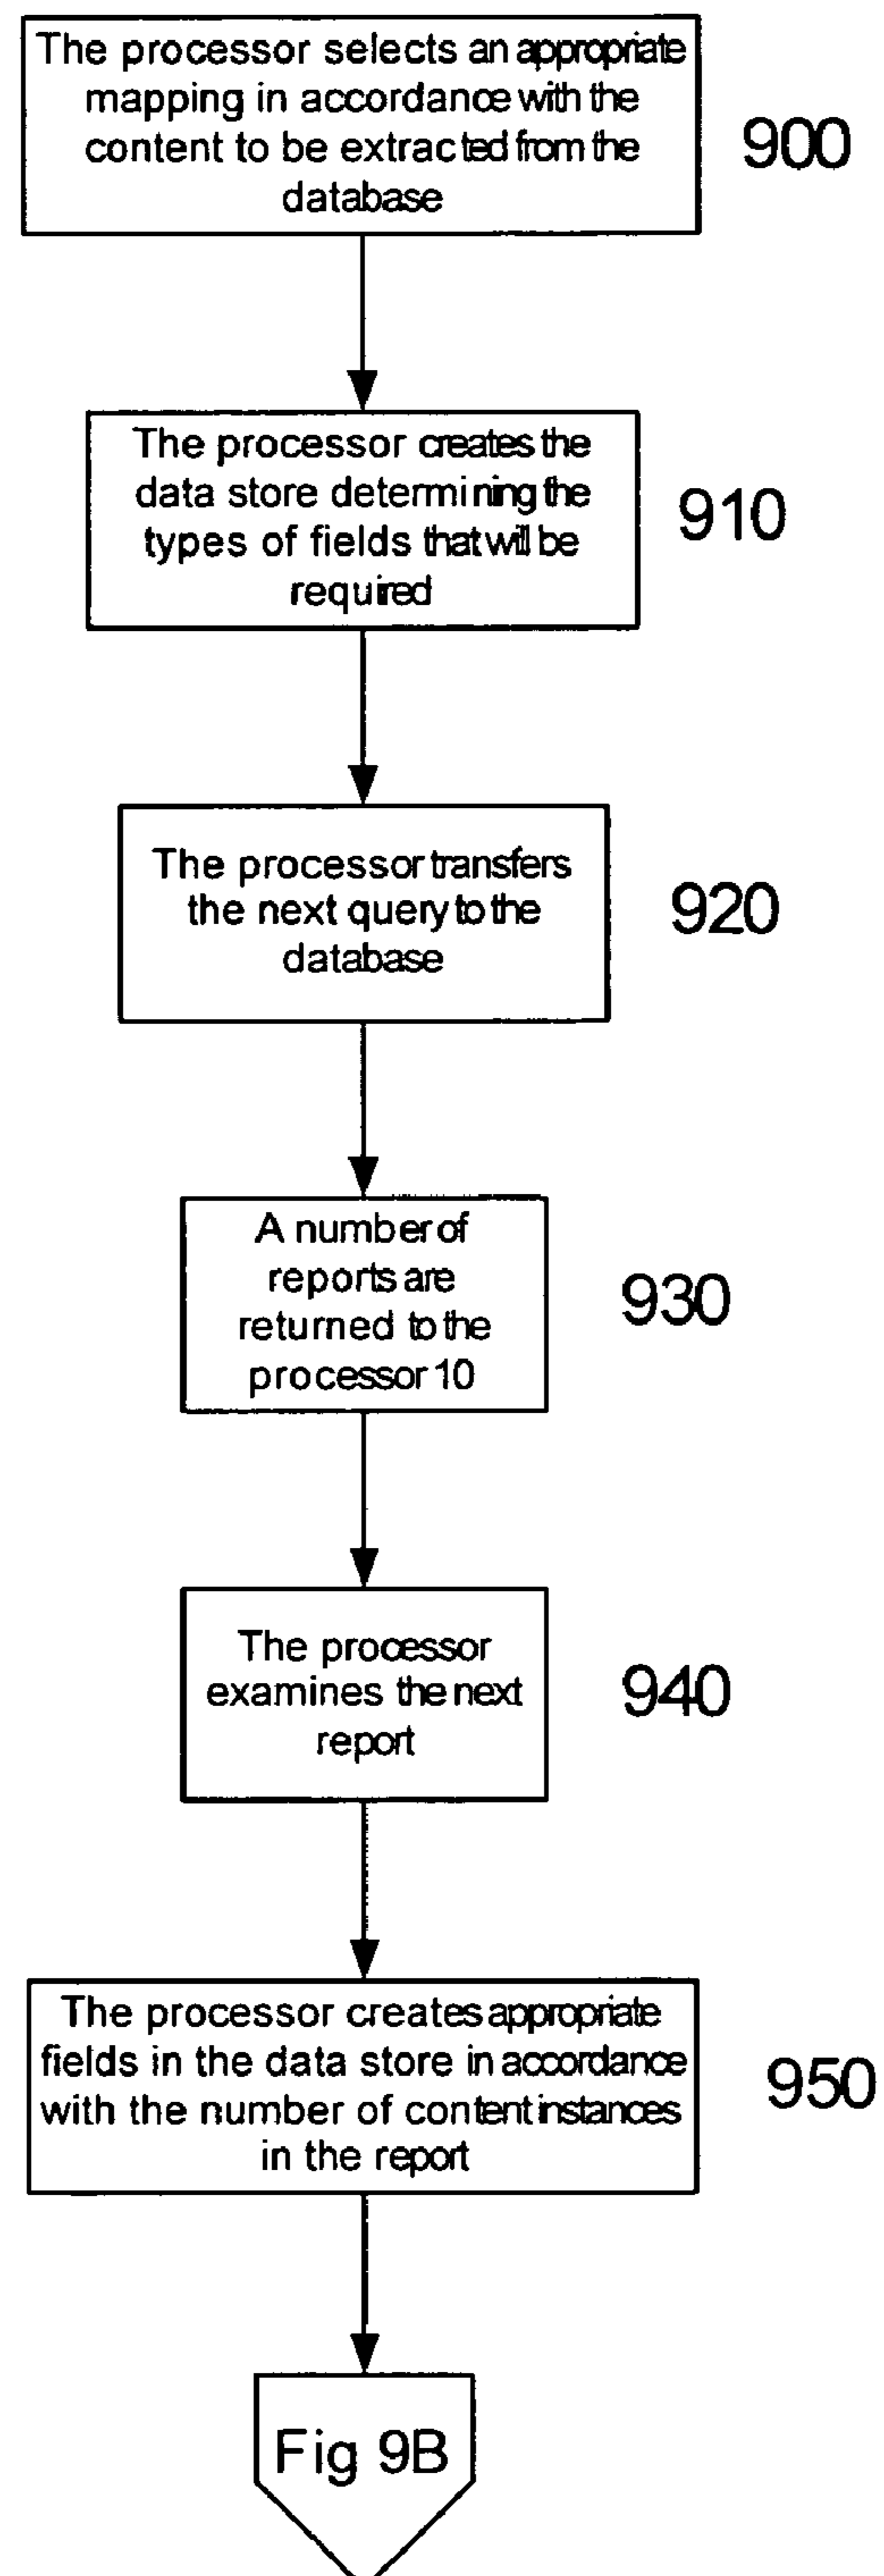 The processor selects an appropriate
mapping in accordance with the
content to be extracted from the
database
900
The processor creates the
data store determining the
types of fields that will be
required
910
The processor transfers
the next query to the
database
920
A number of
reports are
returned to the
processor 10
930
The processor
examines the next
report
940
The processor creates appropriate
fields in the data store in accordance
with the number of content instances
in the report
950
Fig 9B